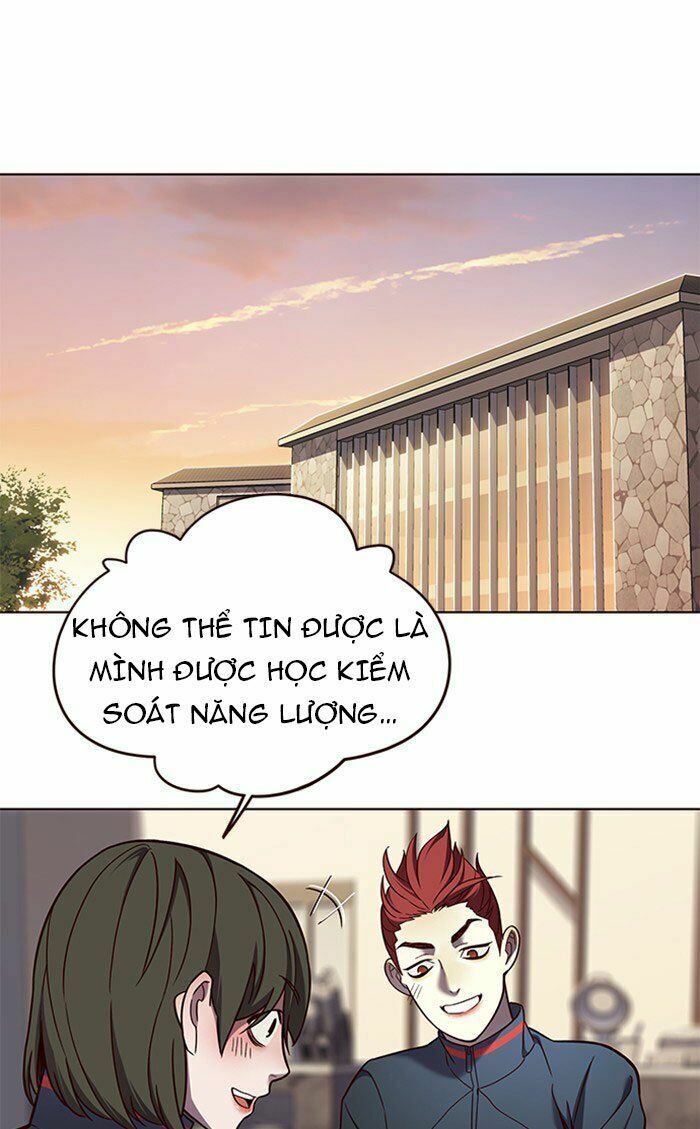 KHÔNG THỂ TIN ĐƯỢC LÀ
MÌNH ĐƯỢC HỌC KIỂM
SOÁT NĂNG LƯỢNG...